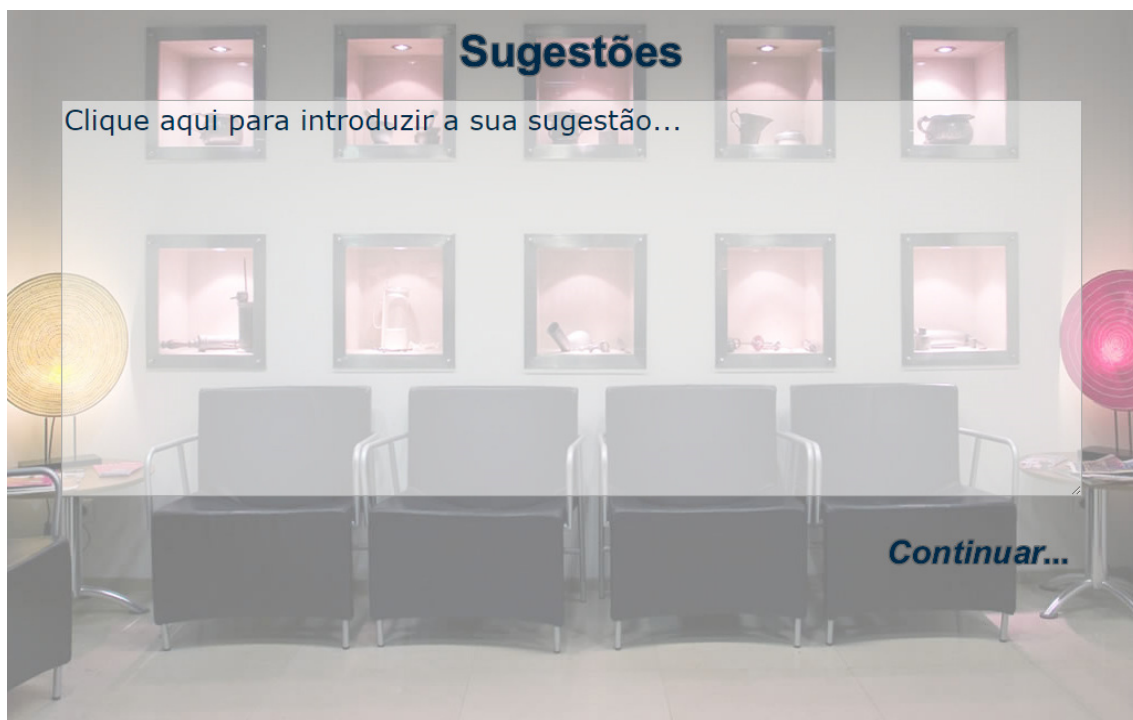 Sugestões
Clique aqui para introduzir a sua sugestão...
Continuar...